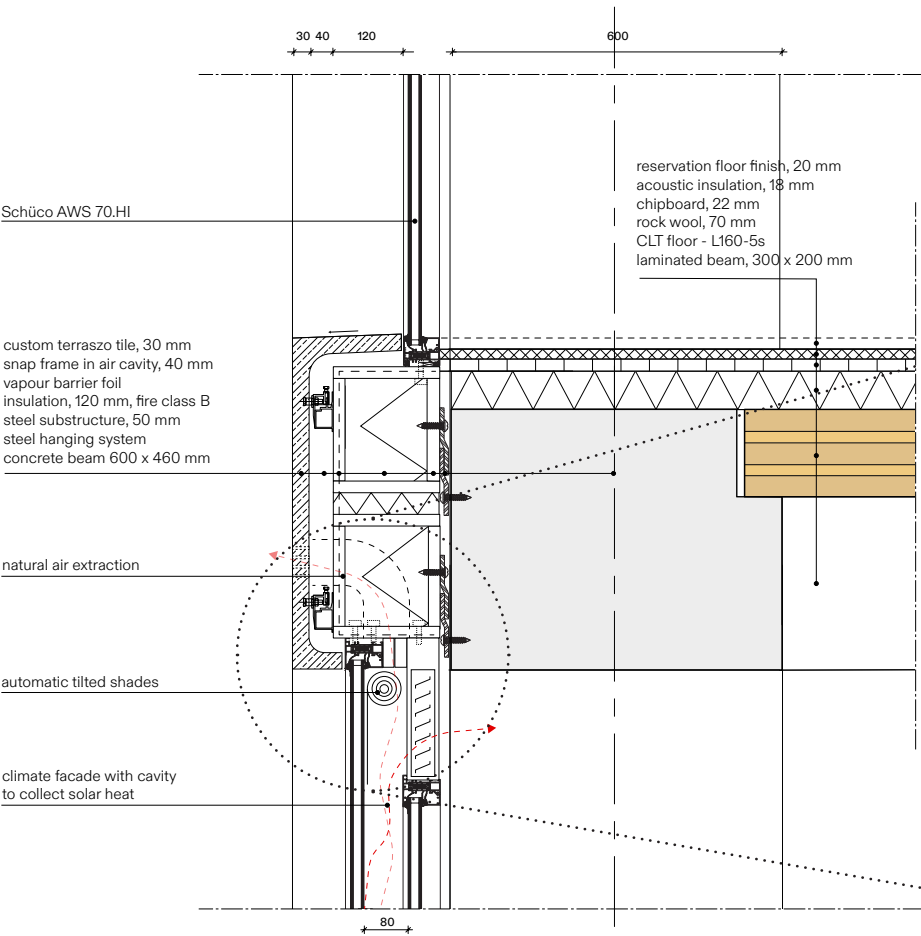 30 40 120 600
reservation floor finish, 20 mm
acoustic insulation, 18 mm
chipboard, 22 mm
rock wool, 70 mm
CLT floor - L160-5s
laminated beam, 300 x 200 mm
Schüco AWS 70.HI
custom terraszo tile, 30 mm
snap frame in air cavity, 40 mm
vapour barrier foil
insulation, 120 mm, fire class B
steel substructure, 50 mm
steel hanging system
concrete beam 600 x 460 mm
natural air extraction
automatic tilted shades
climate facade with cavity
to collect solar heat
80